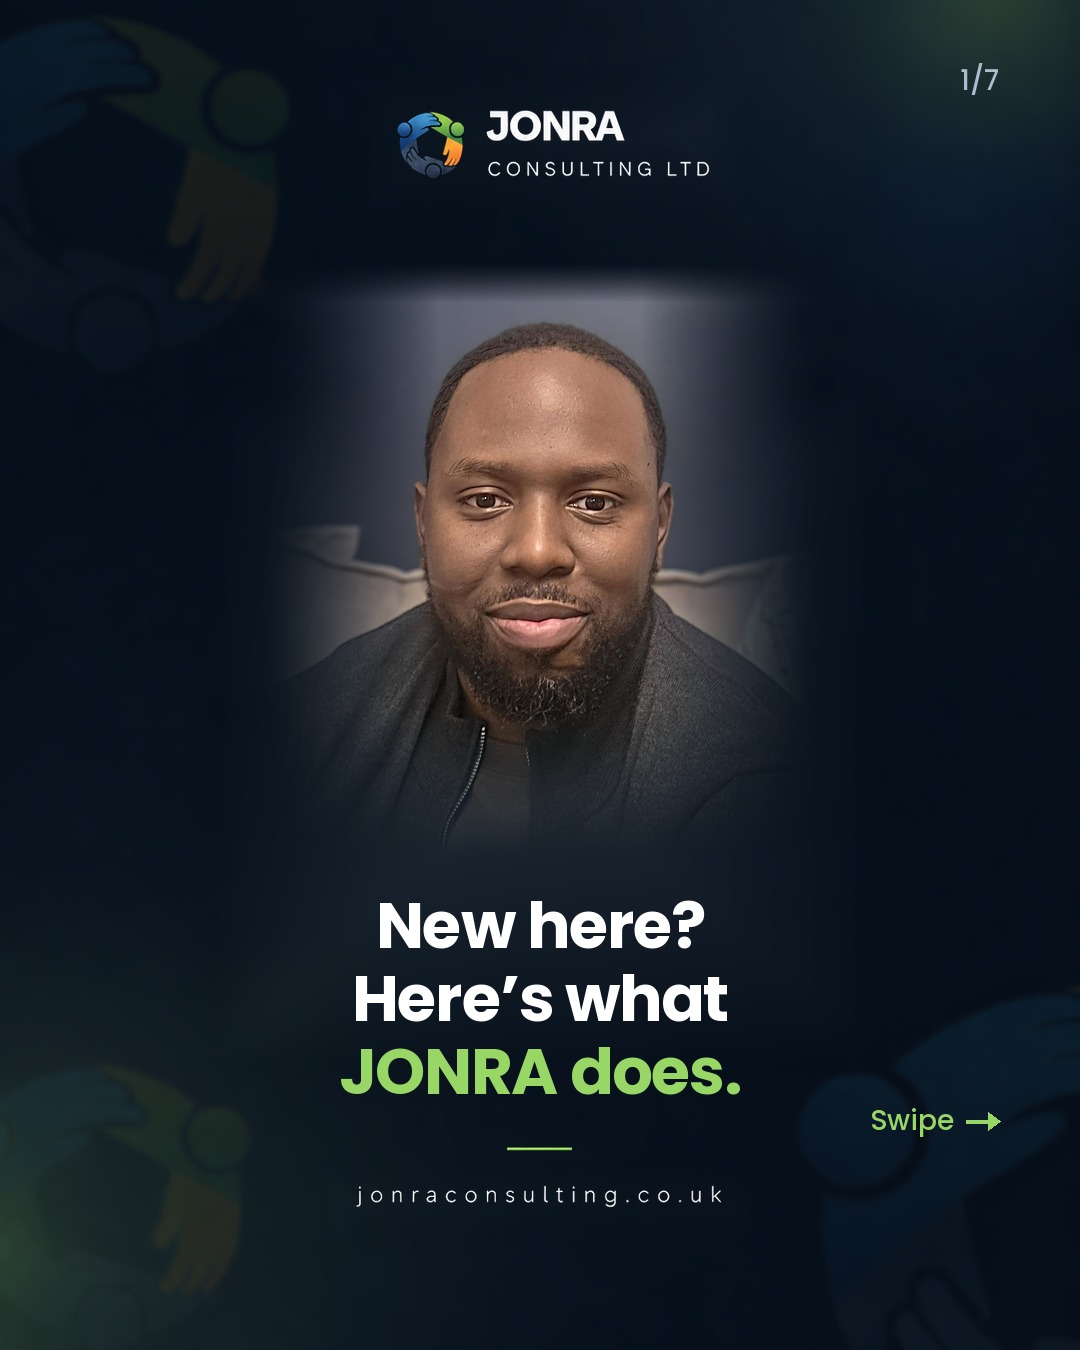 1/7
JONRA
CONSULTING LTD
New here?
Here’s what
JONRA does.
Swipe →
jonraconsulting.co.uk